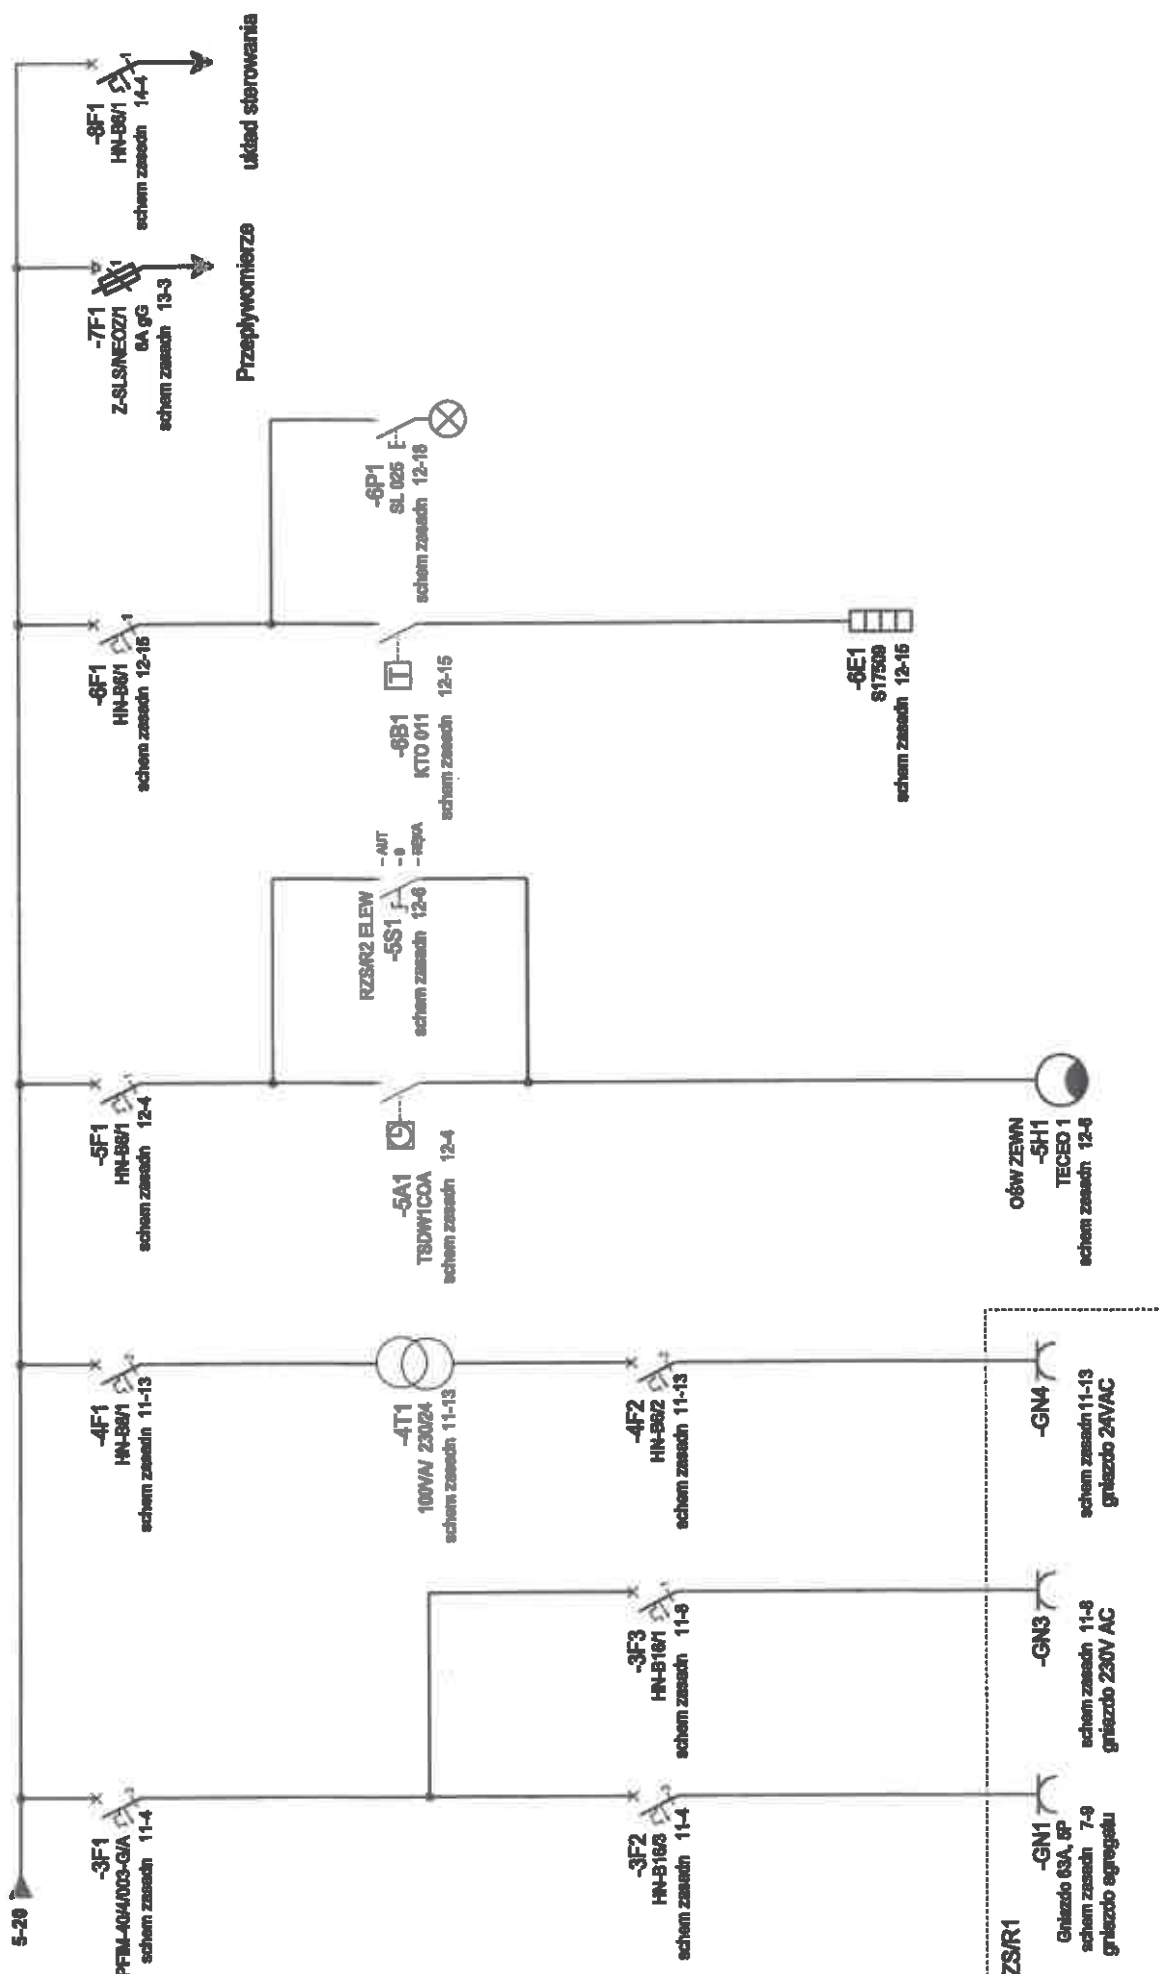 5-20
-3F1
PFIM-40/4/003-G/A
schem zasadn 11-4
-4F1
HN-B6/1
schem zasadn 11-13
-5F1
HN-B6/1
schem zasadn 12-4
-6F1
HN-B6/1
schem zasadn 12-15
-7F1
Z-SLS/NEOZ/1
6A gG
schem zasadn 13-3
-8F1
HN-B6/1
schem zasadn 14-4
Przepływomierze
układ sterowania
-4T1
100VA/ 230/24
schem zasadn 11-13
-5A1
TSDW1COA
schem zasadn 12-4
RZS/R2 ELEW
-5S1
schem zasadn 12-6
AUT
0
RĘKA
-6B1
KTO 011
schem zasadn 12-15
T
-6P1
SL 025
schem zasadn 12-18
-3F2
HN-B16/3
schem zasadn 11-4
-3F3
HN-B16/1
schem zasadn 11-8
-4F2
HN-B6/2
schem zasadn 11-13
-6E1
S17509
schem zasadn 12-15
ZS/R1
-GN1
Gniazdo 63A, 5P
schem zasadn 7-9
gniazdo agregatu
-GN3
schem zasadn 11-8
gniazdo 230V AC
-GN4
schem zasadn 11-13
gniazdo 24VAC
OŚW ZEWN
-5H1
TECEO 1
schem zasadn 12-6